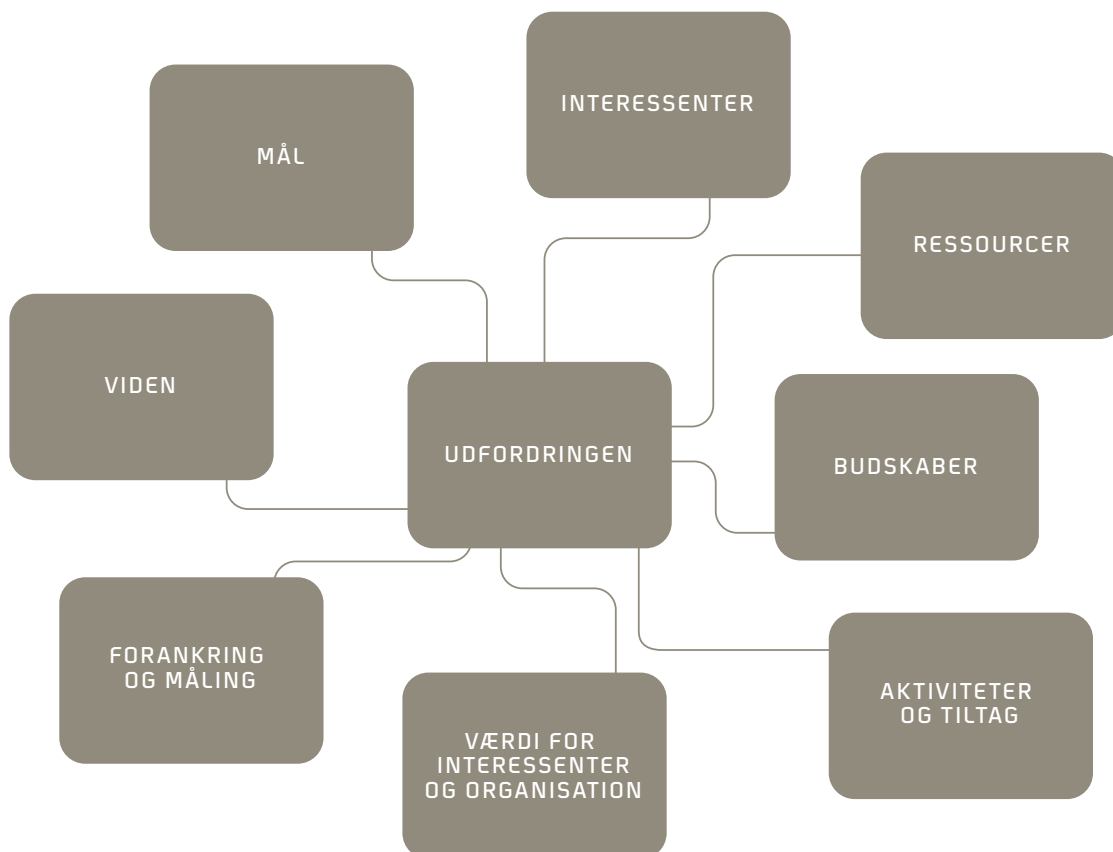 INTERESSENTER
MÅL
RESSOURCER
VIDEN
UDFORDRINGEN
BUDSKABER
FORANKRING
OG MÅLING
AKTIVITETER
OG TILTAG
VÆRDI FOR
INTERESSENTER
OG ORGANISATION